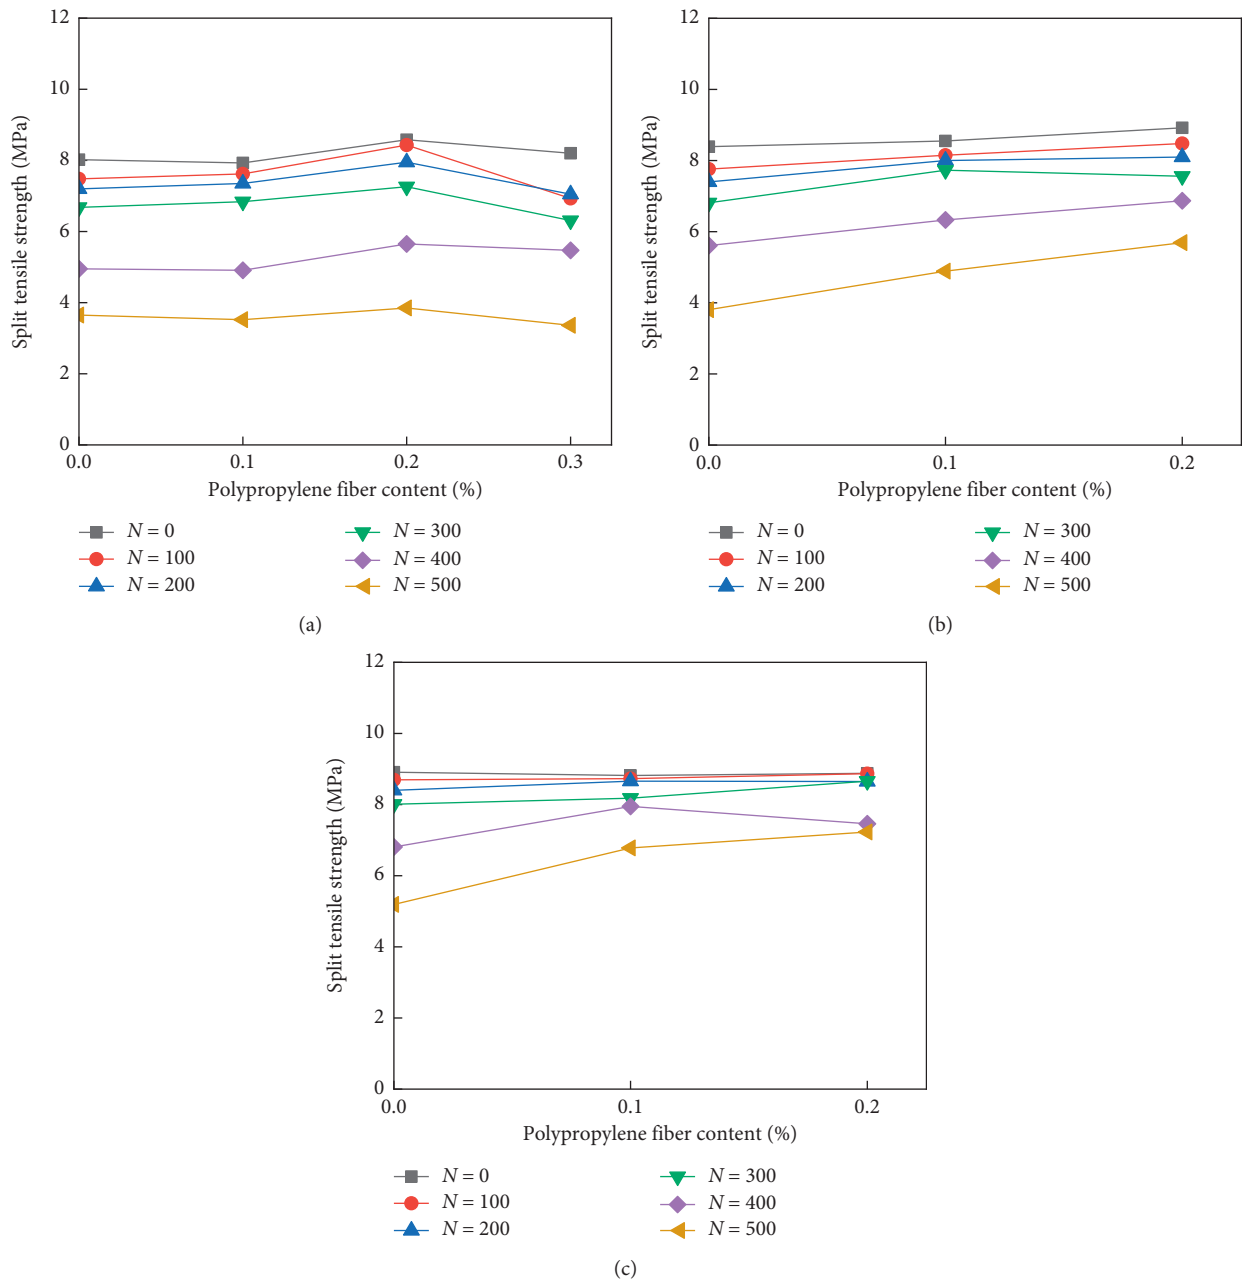 12
10
8
6
4
2
0
Split tensile strength (MPa)
0.0 0.1 0.2 0.3
Polypropylene fiber content (%)
N = 0
N = 100
N = 200
N = 300
N = 400
N = 500
(a)
12
10
8
6
4
2
0
Split tensile strength (MPa)
0.0 0.1 0.2
Polypropylene fiber content (%)
N = 0
N = 100
N = 200
N = 300
N = 400
N = 500
(b)
12
10
8
6
4
2
0
Split tensile strength (MPa)
0.0 0.1 0.2
Polypropylene fiber content (%)
N = 0
N = 100
N = 200
N = 300
N = 400
N = 500
(c)